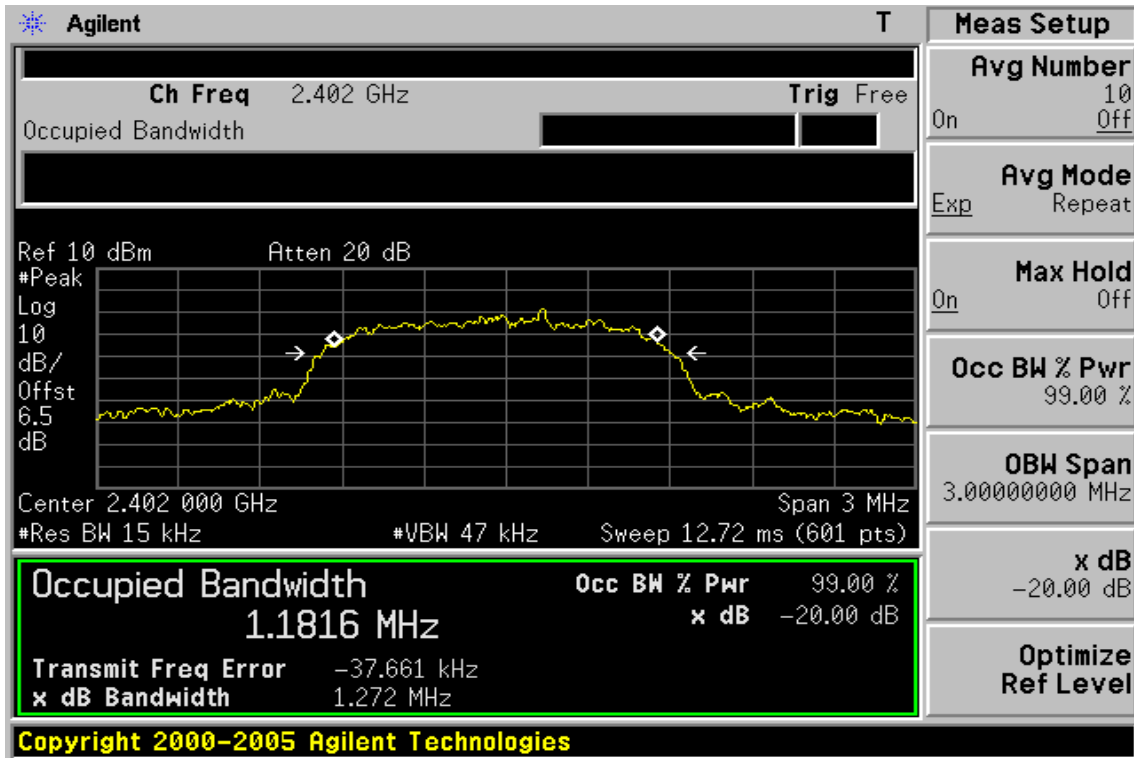 Agilent T
Ch Freq 2.402 GHz Trig Free
Occupied Bandwidth
Ref 10 dBm Atten 20 dB
#Peak
Log
10
dB/
Offst
6.5
dB
Center 2.402 000 GHz Span 3 MHz
#Res BW 15 kHz #VBW 47 kHz Sweep 12.72 ms (601 pts)
Occupied Bandwidth Occ BW % Pwr 99.00 %
1.1816 MHz x dB -20.00 dB
Transmit Freq Error -37.661 kHz
x dB Bandwidth 1.272 MHz
Copyright 2000-2005 Agilent Technologies
Meas Setup
Avg Number
10
On Off
Avg Mode
Exp Repeat
Max Hold
On Off
Occ BW % Pwr
99.00 %
OBW Span
3.00000000 MHz
x dB
-20.00 dB
Optimize
Ref Level